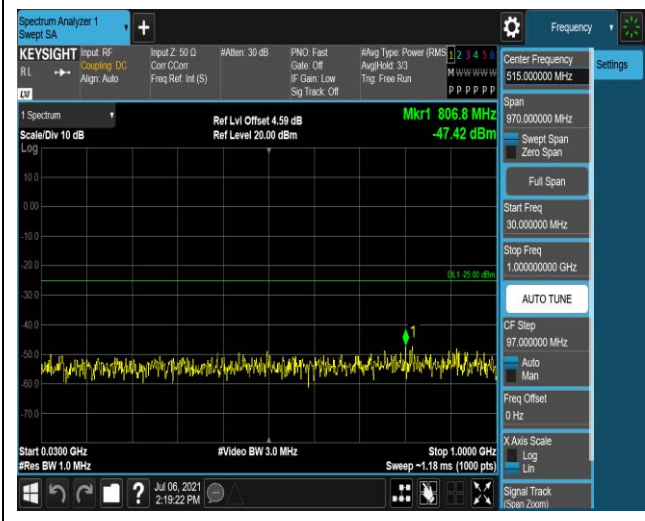 Spectrum Analyzer 1
Swept SA
Frequency
KEYSIGHT
Input: RF
Input Z: 50 Ω
#Atten: 30 dB
PNO: Fast
#Avg Type: Power (RMS
1 2 3 4 5 6
RL
Coupling: DC
Corr CCorr
Gate: Off
Avg|Hold: 3/3
M W W W W W
Align: Auto
Freq Ref: Int (S)
IF Gain: Low
Trig: Free Run
Sig Track: Off
P P P P P P
LXI
Center Frequency
515.000000 MHz
Settings
1 Spectrum
Ref Lvl Offset 4.59 dB
Mkr1 806.8 MHz
Scale/Div 10 dB
Ref Level 20.00 dBm
-47.42 dBm
Log
10.0
0.00
-10.0
-20.0
DL1 -25.00 dBm
-30.0
-40.0
1
-50.0
-60.0
-70.0
Start 0.0300 GHz
#Video BW 3.0 MHz
Stop 1.0000 GHz
#Res BW 1.0 MHz
Sweep ~1.18 ms (1000 pts)
Span
970.000000 MHz
Swept Span
Zero Span
Full Span
Start Freq
30.000000 MHz
Stop Freq
1.000000000 GHz
AUTO TUNE
CF Step
97.000000 MHz
Auto
Man
Freq Offset
0 Hz
X Axis Scale
Log
Lin
Signal Track
(Span Zoom)
?
Jul 06, 2021
2:19:22 PM